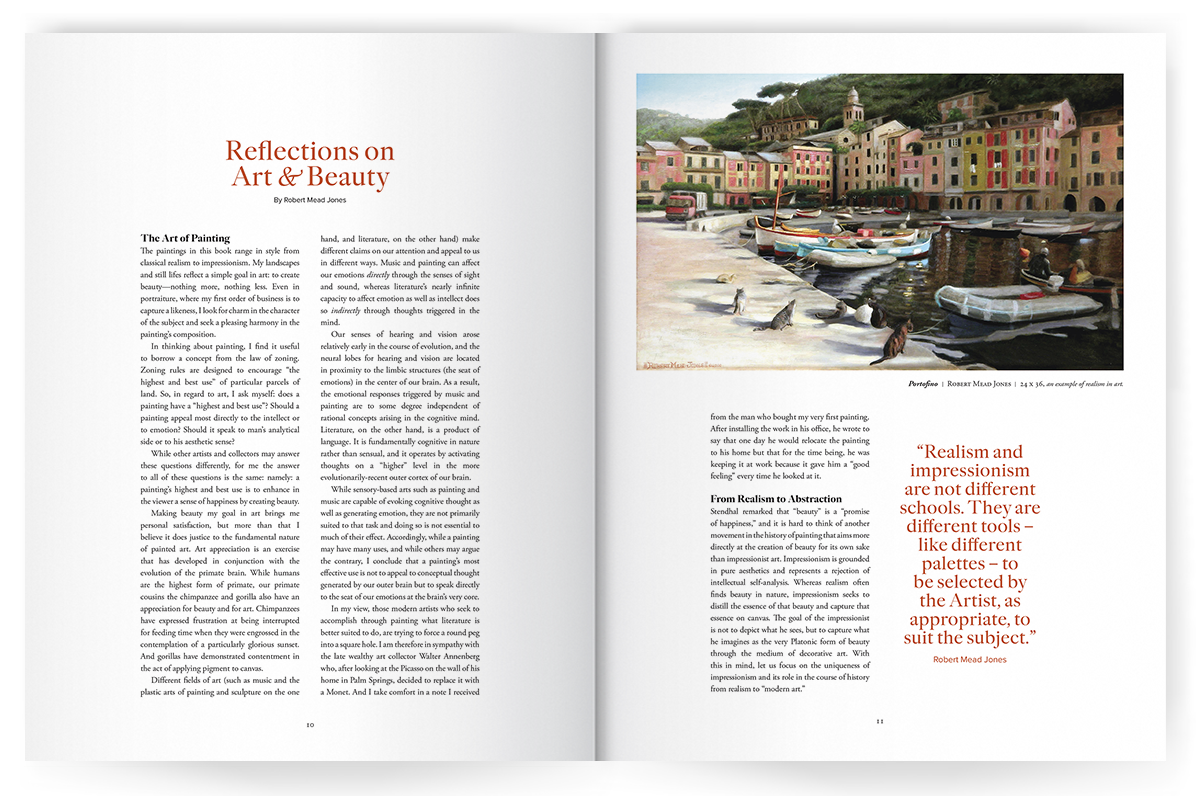 Reflections on
Art & Beauty
By Robert Mead Jones
The Art of Painting
The paintings in this book range in style from
classical realism to impressionism. My landscapes
and still lifes reflect a simple goal in art: to create
beauty—nothing more, nothing less. Even in
portraiture, where my first order of business is to
capture a likeness, I look for charm in the character
of the subject and seek a pleasing harmony in the
painting’s composition.
In thinking about painting, I find it useful
to borrow a concept from the law of zoning.
Zoning rules are designed to encourage “the
highest and best use” of particular parcels of
land. So, in regard to art, I ask myself: does a
painting have a “highest and best use”? Should a
painting appeal most directly to the intellect or
to emotion? Should it speak to man’s analytical
side or to his aesthetic sense?
While other artists and collectors may answer
these questions differently, for me the answer
to all of these questions is the same: namely: a
painting’s highest and best use is to enhance in
the viewer a sense of happiness by creating beauty.
Making beauty my goal in art brings me
personal satisfaction, but more than that I
believe it does justice to the fundamental nature
of painted art. Art appreciation is an exercise
that has developed in conjunction with the
evolution of the primate brain. While humans
are the highest form of primate, our primate
cousins the chimpanzee and gorilla also have an
appreciation for beauty and for art. Chimpanzees
have expressed frustration at being interrupted
for feeding time when they were engrossed in the
contemplation of a particularly glorious sunset.
And gorillas have demonstrated contentment in
the act of applying pigment to canvas.
Different fields of art (such as music and the
plastic arts of painting and sculpture on the one
hand, and literature, on the other hand) make
different claims on our attention and appeal to us
in different ways. Music and painting can affect
our emotions directly through the senses of sight
and sound, whereas literature’s nearly infinite
capacity to affect emotion as well as intellect does
so indirectly through thoughts triggered in the
mind.
Our senses of hearing and vision arose
relatively early in the course of evolution, and the
neural lobes for hearing and vision are located
in proximity to the limbic structures (the seat of
emotions) in the center of our brain. As a result,
the emotional responses triggered by music and
painting are to some degree independent of
rational concepts arising in the cognitive mind.
Literature, on the other hand, is a product of
language. It is fundamentally cognitive in nature
rather than sensual, and it operates by activating
thoughts on a “higher” level in the more
evolutionarily-recent outer cortex of our brain.
While sensory-based arts such as painting and
music are capable of evoking cognitive thought as
well as generating emotion, they are not primarily
suited to that task and doing so is not essential to
much of their effect. Accordingly, while a painting
may have many uses, and while others may argue
the contrary, I conclude that a painting’s most
effective use is not to appeal to conceptual thought
generated by our outer brain but to speak directly
to the seat of our emotions at the brain’s very core.
In my view, those modern artists who seek to
accomplish through painting what literature is
better suited to do, are trying to force a round peg
into a square hole. I am therefore in sympathy with
the late wealthy art collector Walter Annenberg
who, after looking at the Picasso on the wall of his
home in Palm Springs, decided to replace it with
a Monet. And I take comfort in a note I received
10
© Robert Mead Jones
Portofino | Robert Mead Jones | 24 x 36, an example of realism in art.
from the man who bought my very first painting.
After installing the work in his office, he wrote to
say that one day he would relocate the painting
to his home but that for the time being, he was
keeping it at work because it gave him a “good
feeling” every time he looked at it.
From Realism to Abstraction
Stendhal remarked that “beauty” is a “promise
of happiness,” and it is hard to think of another
movement in the history of painting that aims more
directly at the creation of beauty for its own sake
than impressionist art. Impressionism is grounded
in pure aesthetics and represents a rejection of
intellectual self-analysis. Whereas realism often
finds beauty in nature, impressionism seeks to
distill the essence of that beauty and capture that
essence on canvas. The goal of the impressionist
is not to depict what he sees, but to capture what
he imagines as the very Platonic form of beauty
through the medium of decorative art. With
this in mind, let us focus on the uniqueness of
impressionism and its role in the course of history
from realism to “modern art.”
“Realism and
impressionism
are not different
schools. They are
different tools –
like different
palettes – to
be selected by
the Artist, as
appropriate, to
suit the subject.”
Robert Mead Jones
11